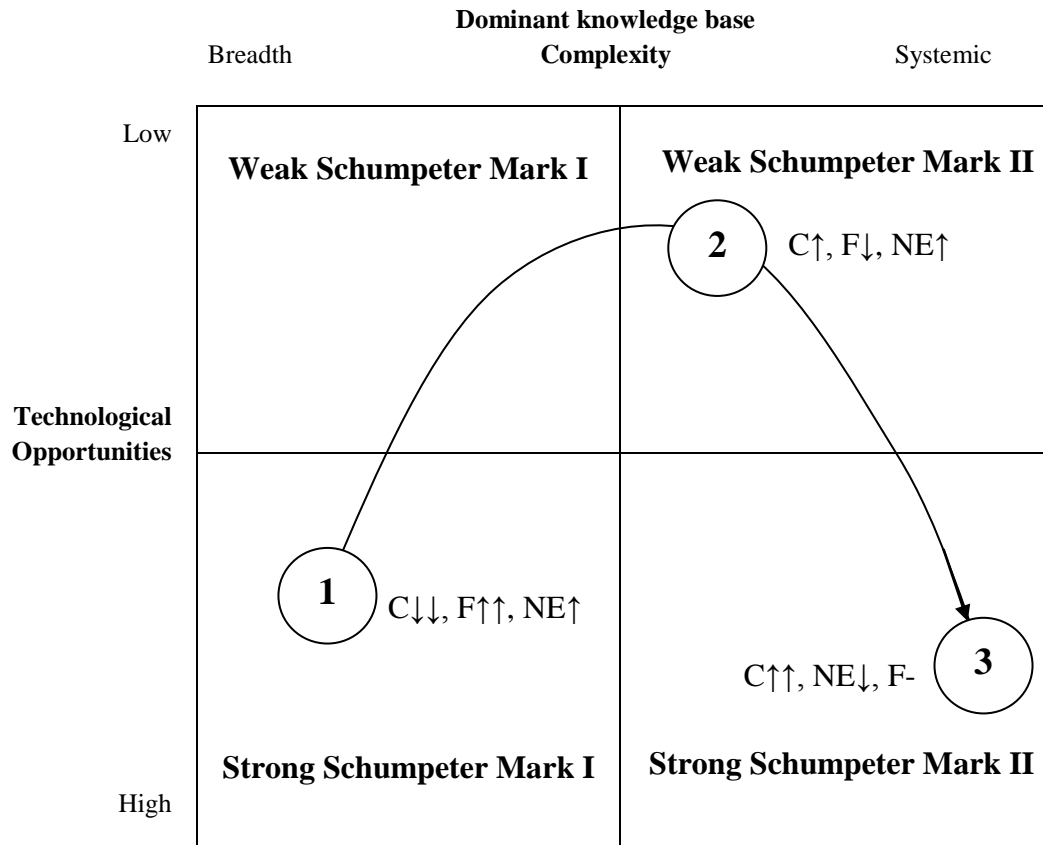 Dominant knowledge base
Breadth Complexity Systemic
Low
Weak Schumpeter Mark I Weak Schumpeter Mark II
2 C↑, F↓, NE↑
Technological
Opportunities
1 C↓↓, F↑↑, NE↑
C↑↑, NE↓, F- 3
Strong Schumpeter Mark I Strong Schumpeter Mark II
High